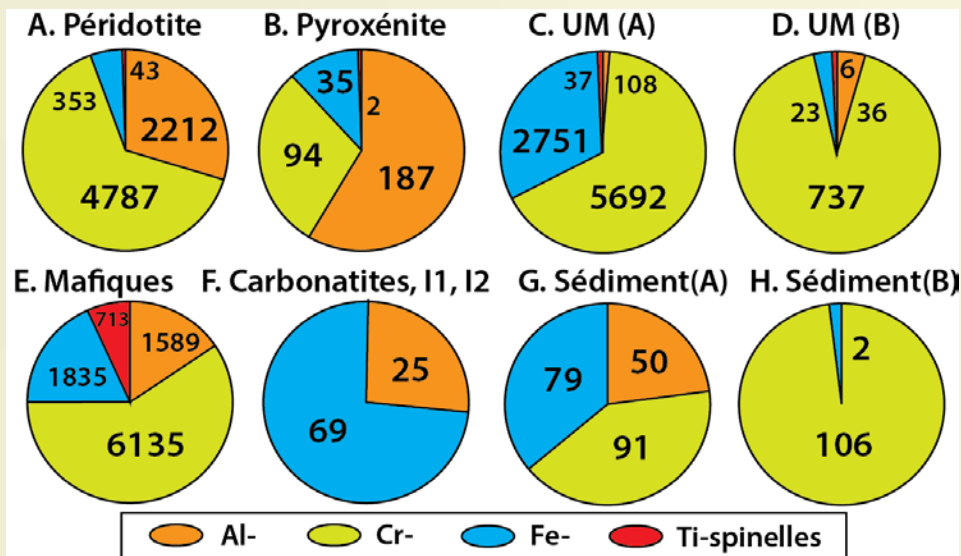 A. Péridotite
B. Pyroxénite
C. UM (A)
D. UM (B)
43
353
2212
4787
35
2
94
187
37
108
2751
5692
6
23
36
737
E. Mafiques
F. Carbonatites, I1, I2
G. Sédiment(A)
H. Sédiment(B)
713
1589
1835
6135
25
69
50
79
91
2
106
Al-
Cr-
Fe-
Ti-spinelles